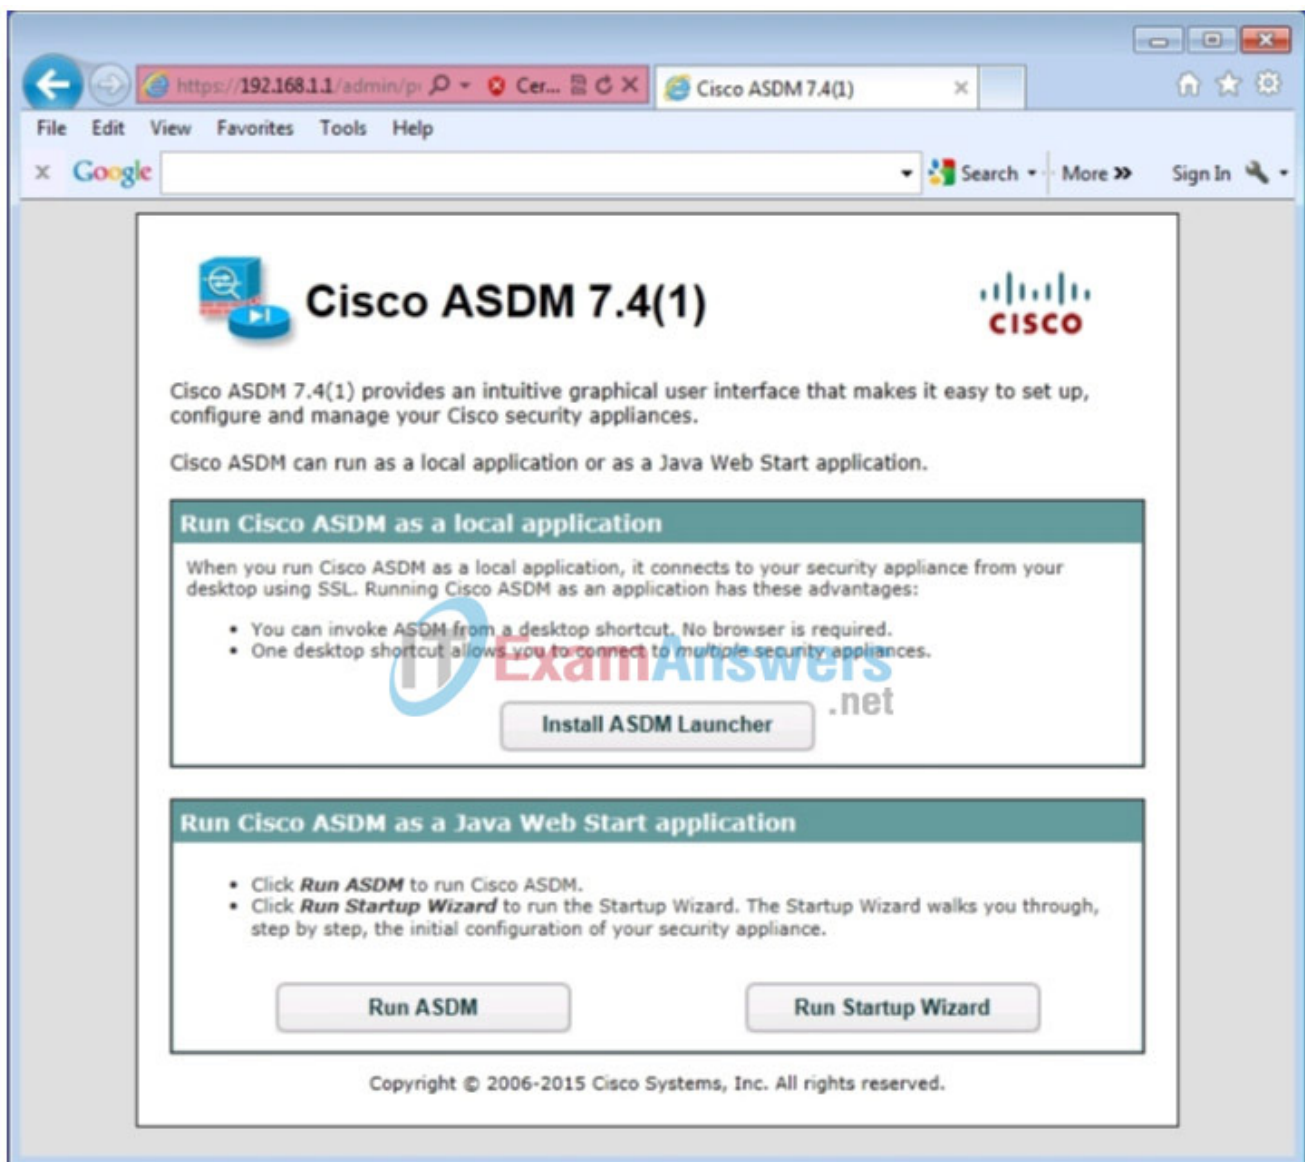 https://192.168.1.1/admin/p
Cer...
Cisco ASDM 7.4(1)
File Edit View Favorites Tools Help
x Google
Search
More »
Sign In
Cisco ASDM 7.4(1)
CISCO
Cisco ASDM 7.4(1) provides an intuitive graphical user interface that makes it easy to set up,
configure and manage your Cisco security appliances.
Cisco ASDM can run as a local application or as a Java Web Start application.
Run Cisco ASDM as a local application
When you run Cisco ASDM as a local application, it connects to your security appliance from your
desktop using SSL. Running Cisco ASDM as an application has these advantages:
• You can invoke ASDM from a desktop shortcut. No browser is required.
• One desktop shortcut allows you to connect to multiple security appliances.
ITExamAnswers
.net
Install ASDM Launcher
Run Cisco ASDM as a Java Web Start application
• Click Run ASDM to run Cisco ASDM.
• Click Run Startup Wizard to run the Startup Wizard. The Startup Wizard walks you through,
step by step, the initial configuration of your security appliance.
Run ASDM
Run Startup Wizard
Copyright © 2006-2015 Cisco Systems, Inc. All rights reserved.